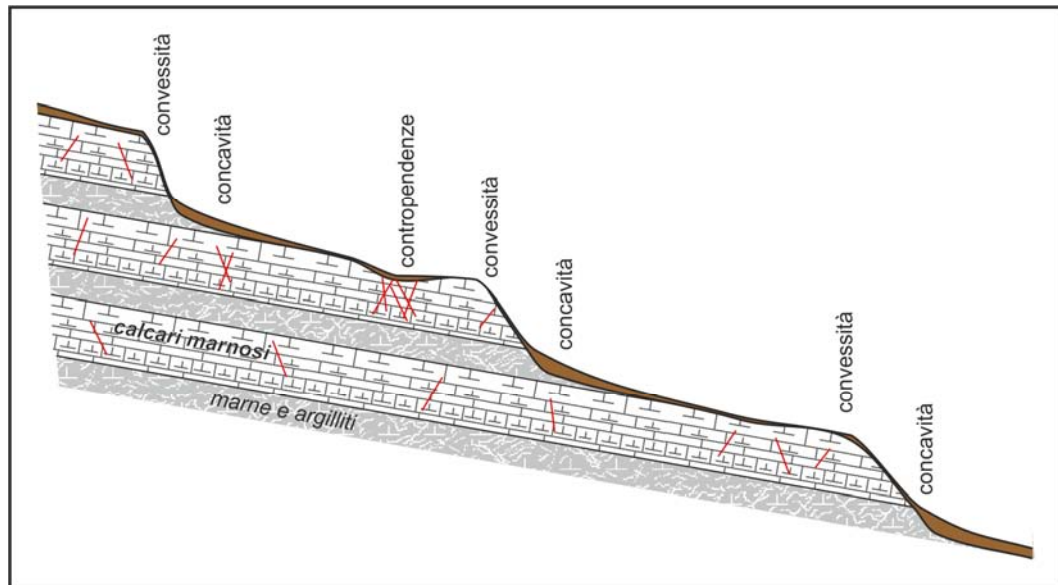 convessità
concavità
contropendenze
convessità
concavità
convessità
concavità
calcari marnosi
marne e argilliti